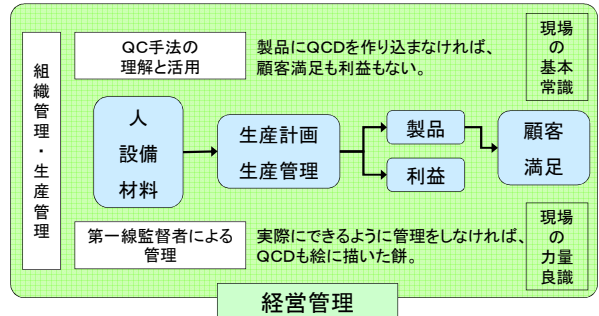 組織管理・生産管理
QC手法の
理解と活用
製品にQCDを作り込まなければ、
顧客満足も利益もない。
現場
の
基本
常識
人
設備
材料
生産計画
生産管理
製品
利益
顧客
満足
第一線監督者による
管理
実際にできるように管理をしなければ、
QCDも絵に描いた餅。
現場
の
力量
良識
経営管理